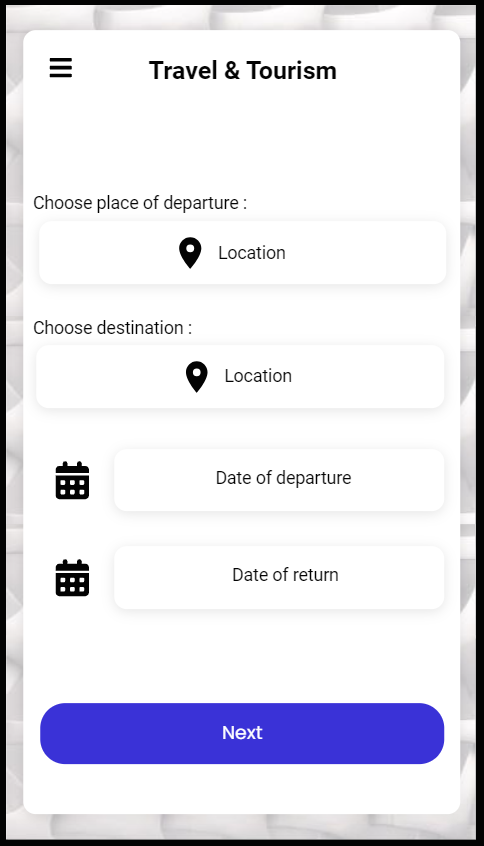 Travel & Tourism
Choose place of departure :
Location
Choose destination :
Location
Date of departure
Date of return
Next